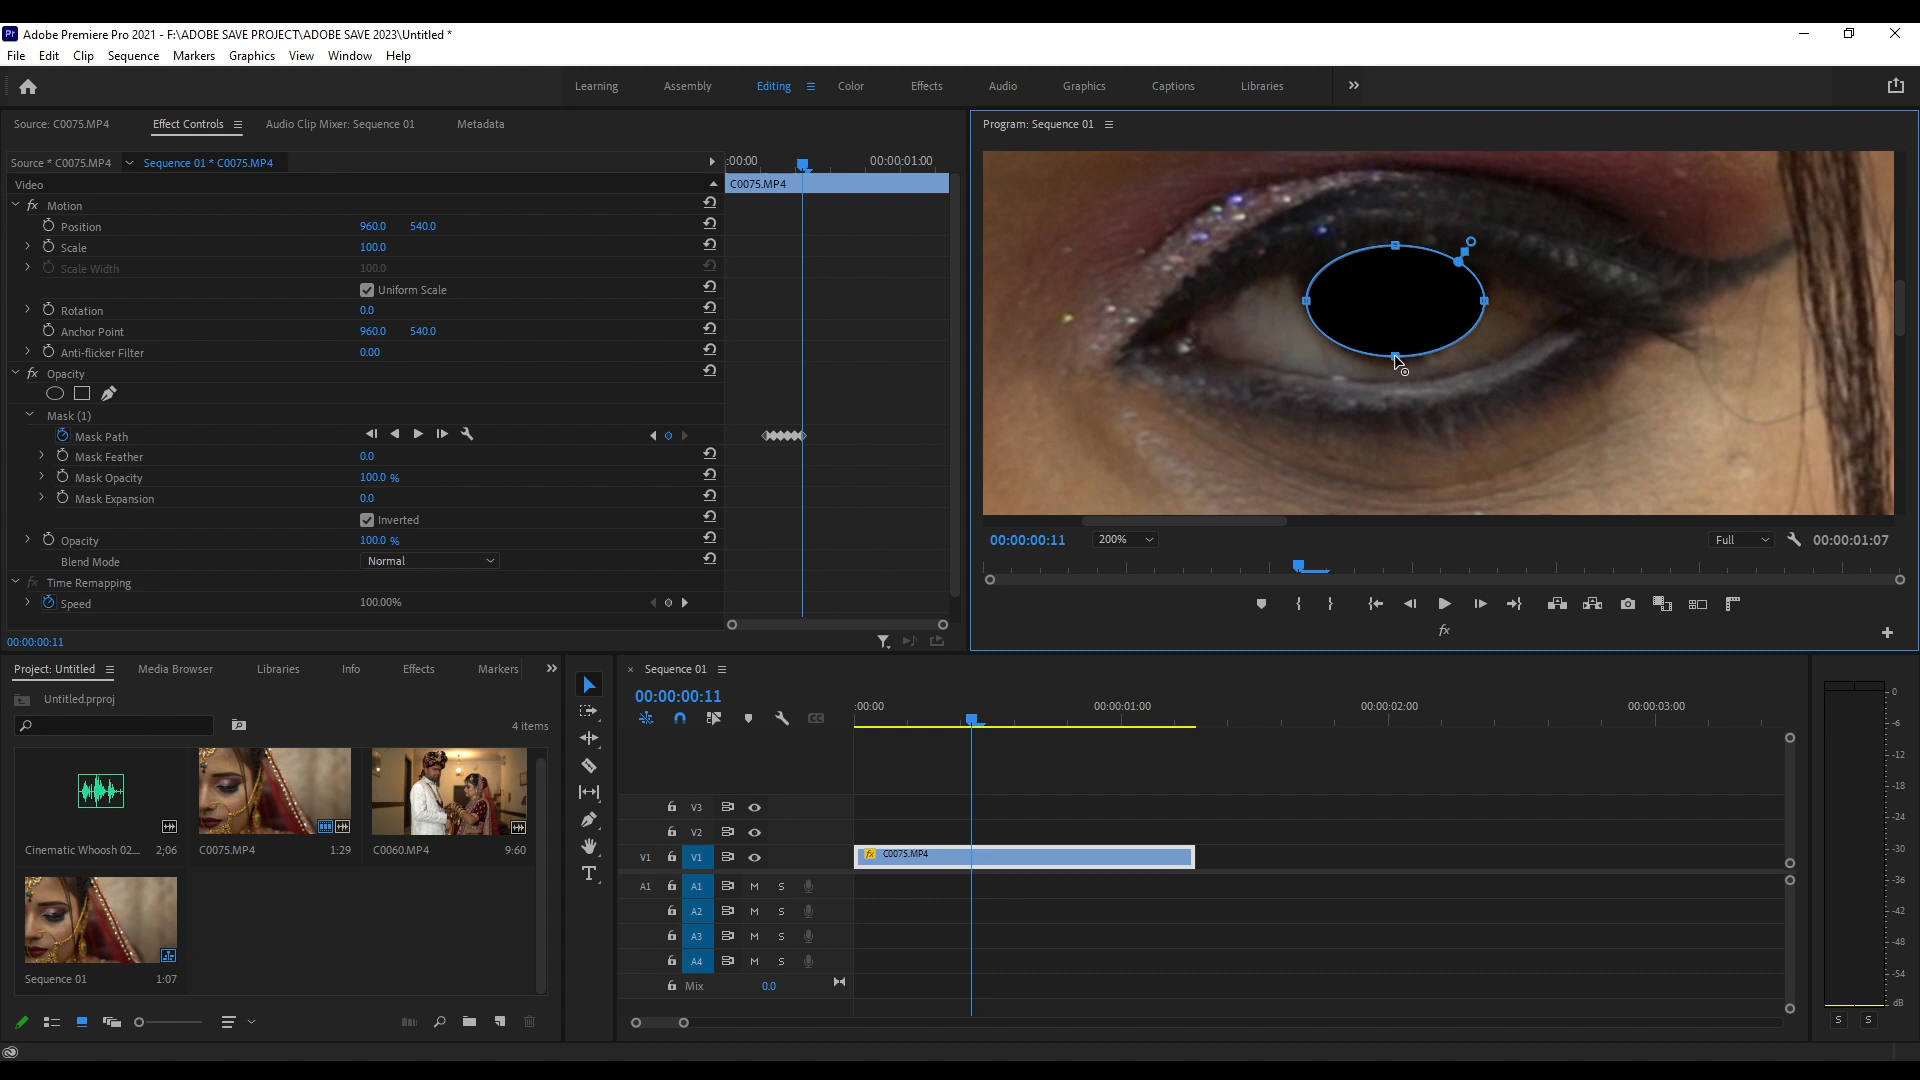 Pr Adobe Premiere Pro 2021 - F:\ADOBE SAVE PROJECT\ADOBE SAVE 2023\Untitled *
File Edit Clip Sequence Markers Graphics View Window Help
Learning Assembly Editing Color Effects Audio Graphics Captions Libraries
Source: C0075.MP4 Effect Controls Audio Clip Mixer: Sequence 01 Metadata
Program: Sequence 01
Source * C0075.MP4 Sequence 01 * C0075.MP4 :00:00 00:00:01:00
Video C0075.MP4
fx Motion
Position 960.0 540.0
Scale 100.0
Scale Width 100.0
Uniform Scale
Rotation 0.0
Anchor Point 960.0 540.0
Anti-flicker Filter 0.00
fx Opacity
Mask (1)
Mask Path
Mask Feather 0.0
Mask Opacity 100.0 %
Mask Expansion 0.0
Inverted
Opacity 100.0 %
Blend Mode Normal
fx Time Remapping
Speed 100.00%
00:00:00:11
00:00:00:11 200% Full 00:00:01:07
fx
Project: Untitled Media Browser Libraries Info Effects Markers
Untitled.prproj
4 items
Cinematic Whoosh 02... 2;06 C0075.MP4 1:29 C0060.MP4 9:60
Sequence 01 1:07
T
× Sequence 01
00:00:00:11
CC
:00:00 00:00:01:00 00:00:02:00 00:00:03:00
V3
V2
V1 V1 fx C0075.MP4
A1 A1 M S
A2 M S
A3 M S
A4 M S
Mix 0.0
0
-6
-12
-18
-24
-30
-36
-42
-48
-54
dB
S S